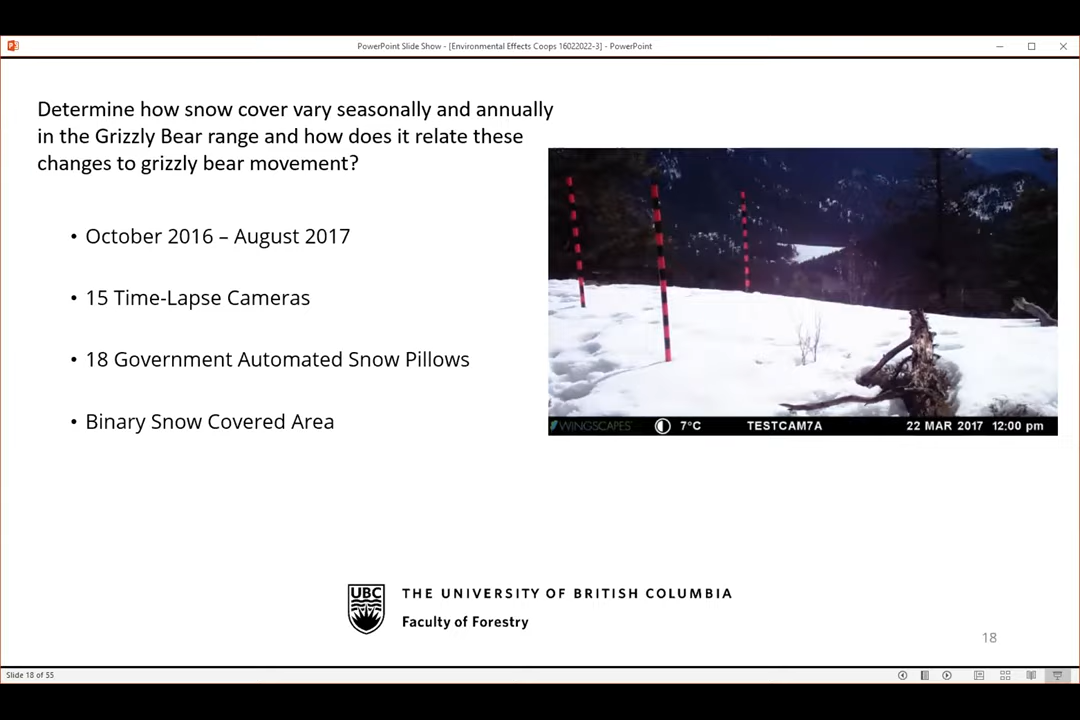 PowerPoint Slide Show - [Environmental Effects Coops 16022022-3] - PowerPoint
Determine how snow cover vary seasonally and annually
in the Grizzly Bear range and how does it relate these
changes to grizzly bear movement?
• October 2016 – August 2017
• 15 Time-Lapse Cameras
• 18 Government Automated Snow Pillows
• Binary Snow Covered Area
WINGSCAPES 7°C TESTCAM7A 22 MAR 2017 12:00 pm
UBC
THE UNIVERSITY OF BRITISH COLUMBIA
Faculty of Forestry
18
Slide 18 of 55